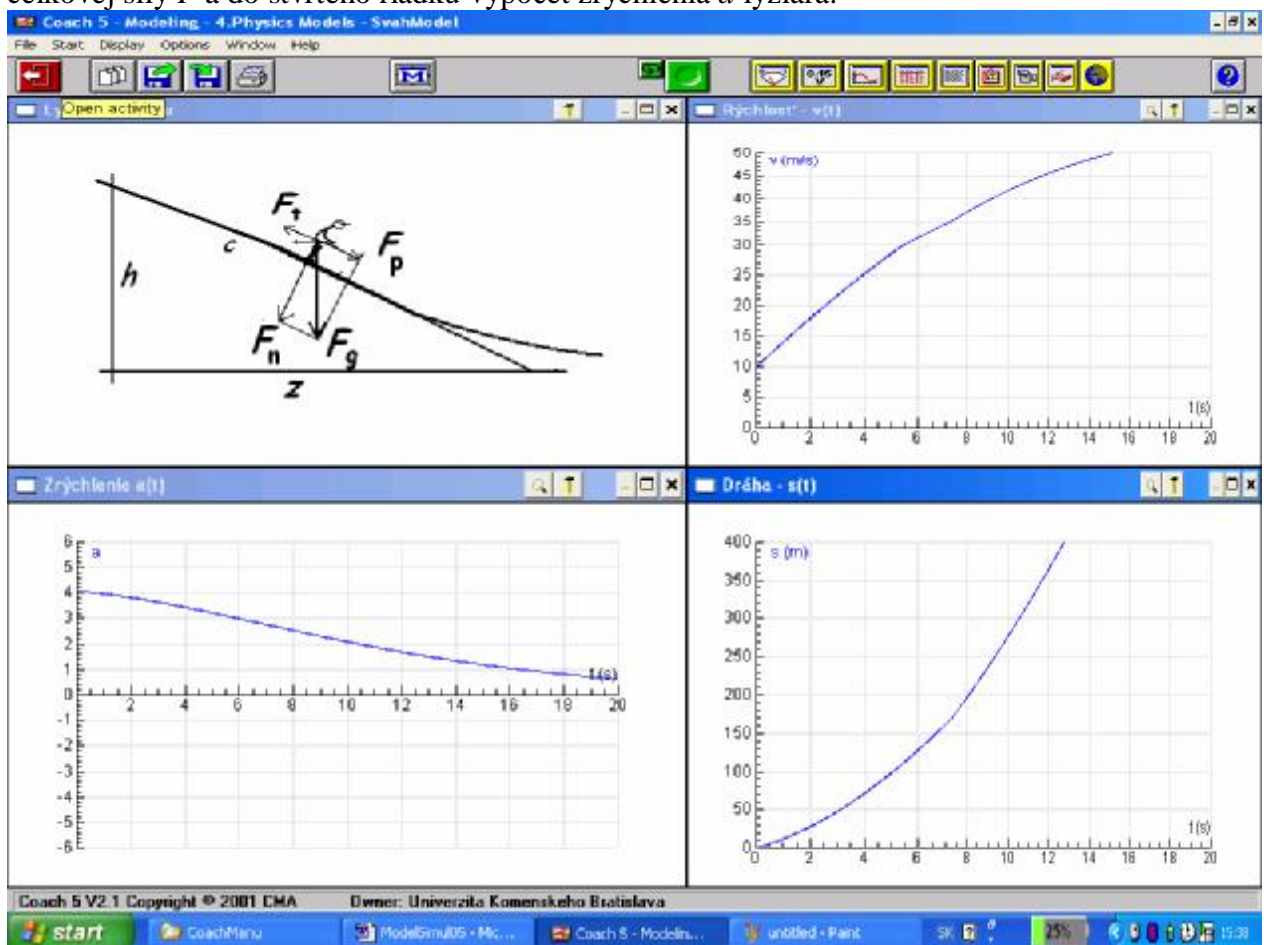 celkovej sily F a do štvrtého riadku výpočet zrýchlenia a lyžiara.
Coach 5 - Modeling - 4.Physics Models - SvahModel
File Start Display Options Window Help
Open activity
Rýchlosť - v(t)
F t
c
F p
h
F n
F g
z
50 v (m/s)
45
40
35
30
25
20
15
10
5
t(s)
0
0 2 4 6 8 10 12 14 16 18 20
Zrýchlenie a(t)
6 a
5
4
3
2
1 t(s)
0
2 4 6 8 10 12 14 16 18 20
-1
-2
-3
-4
-5
-6
Dráha - s(t)
400 s (m)
350
300
250
200
150
100
50
t(s)
0
0 2 4 6 8 10 12 14 16 18 20
Coach 5 V2.1 Copyright © 2001 CMA Owner: Univerzita Komenskeho Bratislava
start CoachManu ModelSimul05 - Mic... Coach 5 - Modelin... untitled - Paint SK 25% 15:39